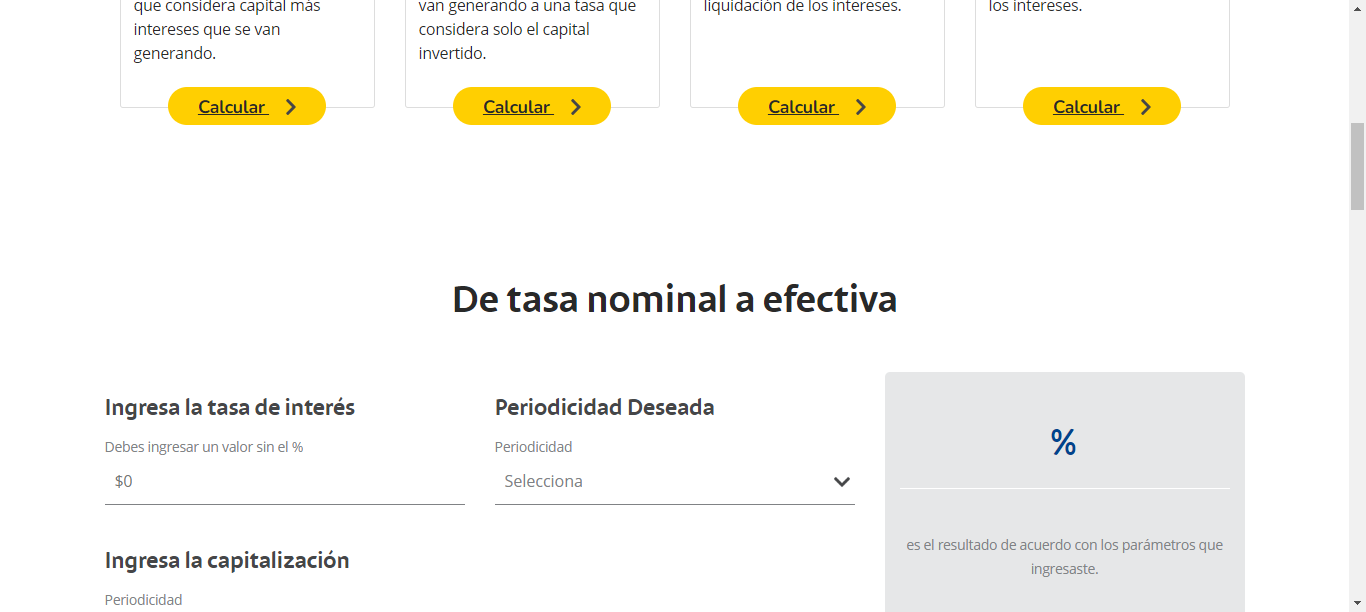 que considera capital más
intereses que se van
generando.
Calcular
van generando a una tasa que
considera solo el capital
invertido.
Calcular
liquidación de los intereses.
Calcular
los intereses.
Calcular
De tasa nominal a efectiva
Ingresa la tasa de interés
Debes ingresar un valor sin el %
$0
Periodicidad Deseada
Periodicidad
Selecciona
Ingresa la capitalización
Periodicidad
%
es el resultado de acuerdo con los parámetros que
ingresaste.